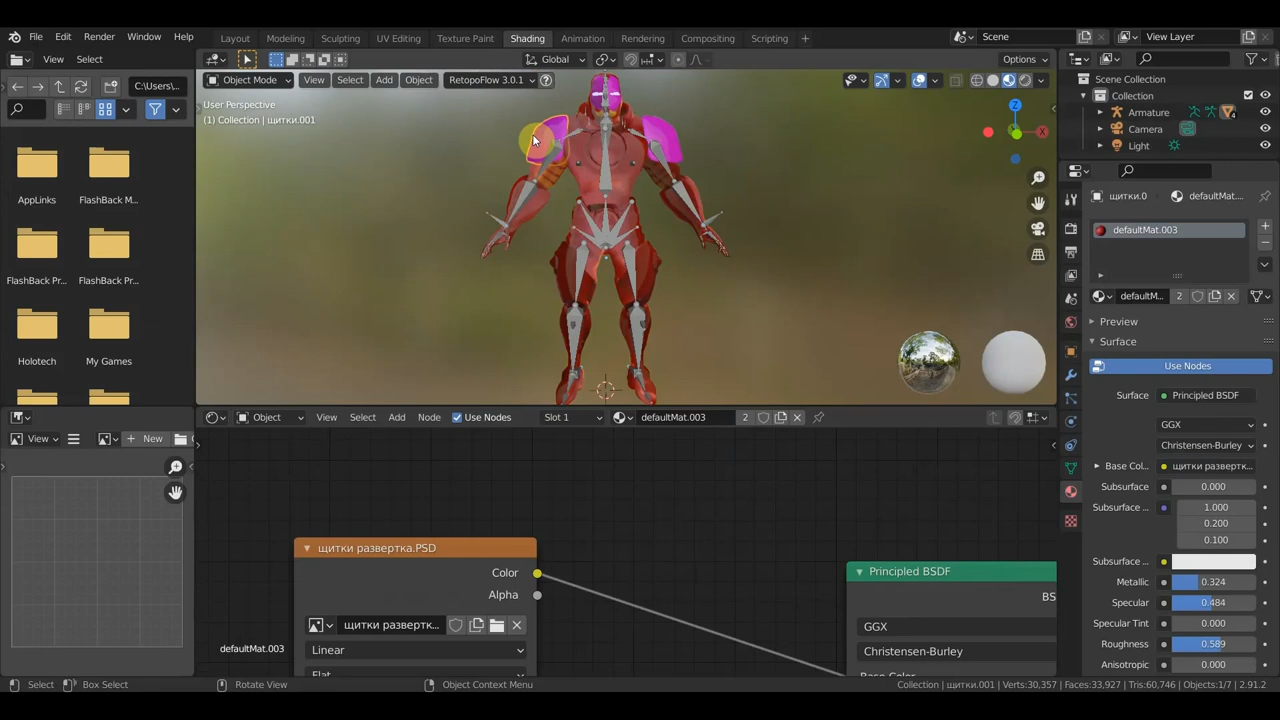 File Edit Render Window Help
Layout Modeling Sculpting UV Editing Texture Paint Shading Animation Rendering Compositing Scripting +
Scene
View Layer
View Select
Global
Object Mode View Select Add Object RetopoFlow 3.0.1
Options
C:\Users\...
User Perspective
(1) Collection | щитки.001
AppLinks
FlashBack M...
FlashBack Pr...
FlashBack Pr...
Holotech
My Games
Scene Collection
Collection
Armature
4
Camera
Light
щитки.0 defaultMat....
defaultMat.003
defaultM... 2
Preview
Surface
Use Nodes
Surface Principled BSDF
GGX
Christensen-Burley
Base Col... щитки развертк...
Subsurface 0.000
Subsurface ... 1.000
0.200
0.100
Subsurface ...
Metallic 0.324
Specular 0.484
Specular Tint 0.000
Roughness 0.589
Anisotropic 0.000
Object View Select Add Node Use Nodes Slot 1 defaultMat.003 2
View + New
щитки развертка.PSD
Color
Alpha
щитки развертк...
Linear
Flat
Principled BSDF
BS
GGX
Christensen-Burley
Base Color
defaultMat.003
Select Box Select Rotate View Object Context Menu
Collection | щитки.001 | Verts:30,357 | Faces:33,927 | Tris:60,746 | Objects:1/7 | 2.91.2